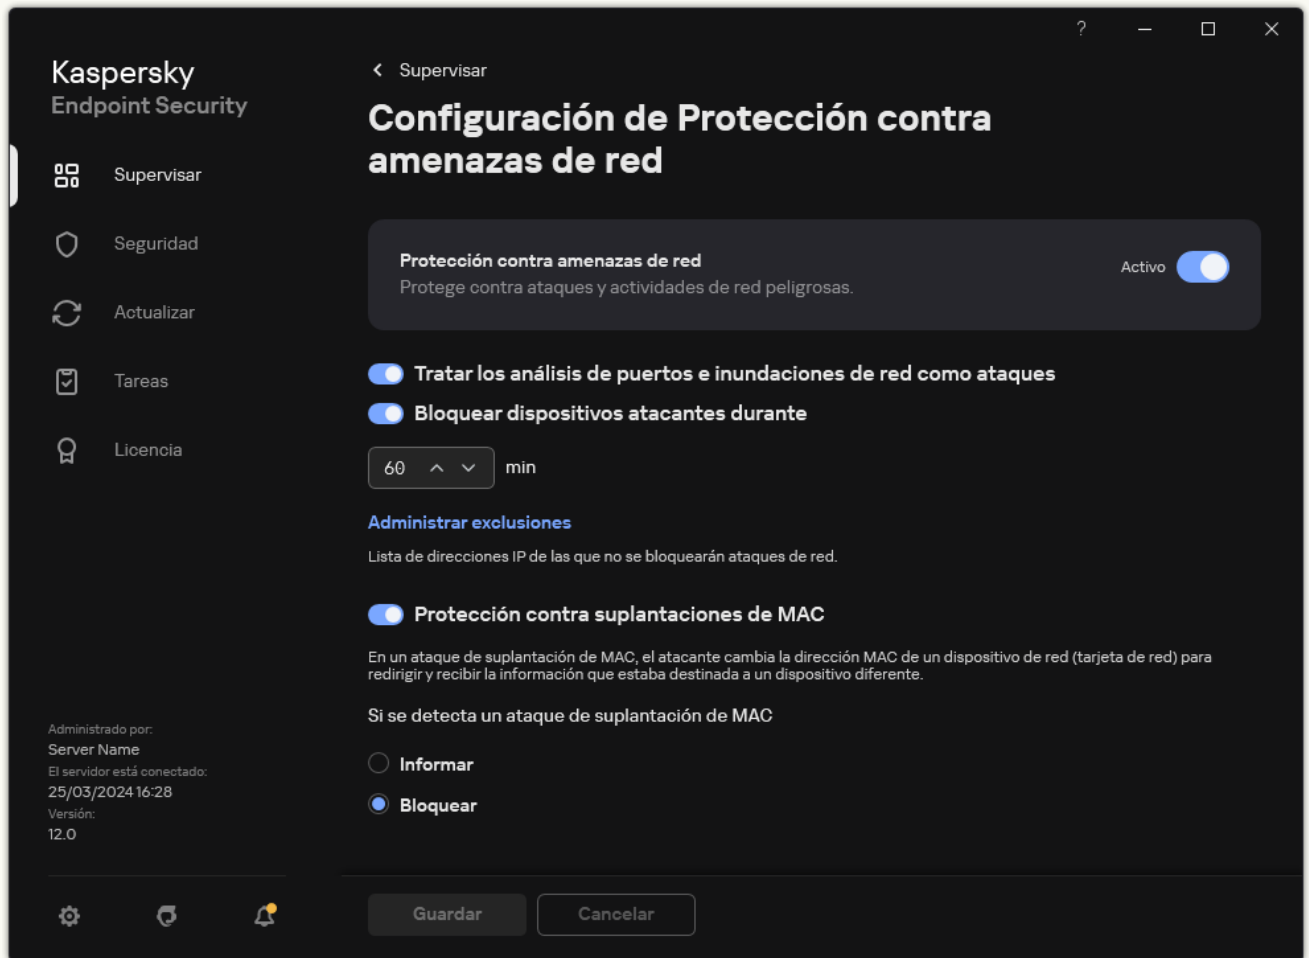 ?
Kaspersky
Endpoint Security
Supervisar
Seguridad
Actualizar
Tareas
Licencia
Administrado por:
Server Name
El servidor está conectado:
25/03/2024 16:28
Versión:
12.0
Supervisar
Configuración de Protección contra
amenazas de red
Protección contra amenazas de red
Protege contra ataques y actividades de red peligrosas.
Activo
Tratar los análisis de puertos e inundaciones de red como ataques
Bloquear dispositivos atacantes durante
60 min
Administrar exclusiones
Lista de direcciones IP de las que no se bloquearán ataques de red.
Protección contra suplantaciones de MAC
En un ataque de suplantación de MAC, el atacante cambia la dirección MAC de un dispositivo de red (tarjeta de red) para
redirigir y recibir la información que estaba destinada a un dispositivo diferente.
Si se detecta un ataque de suplantación de MAC
Informar
Bloquear
Guardar
Cancelar